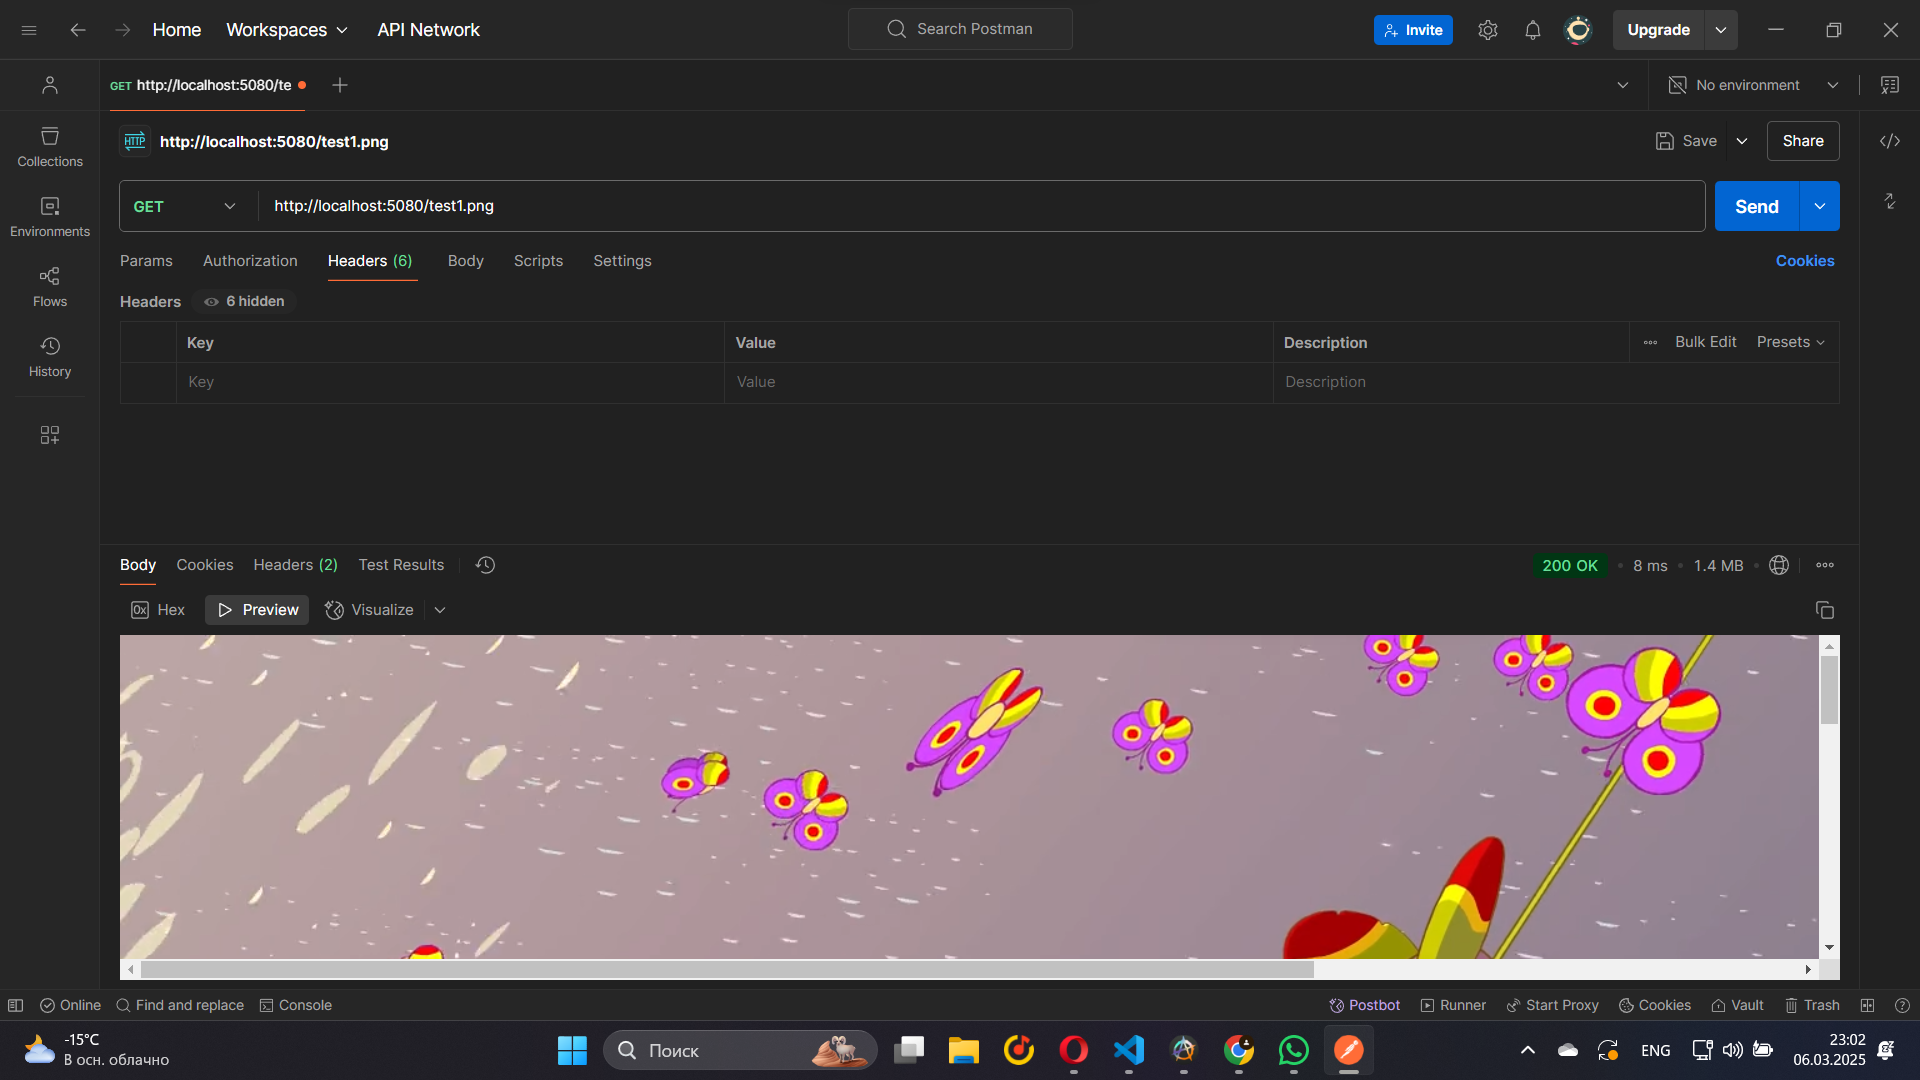 Home Workspaces API Network Search Postman Invite Upgrade
GET http://localhost:5080/te No environment
HTTP http://localhost:5080/test1.png Save Share
GET http://localhost:5080/test1.png Send
Params Authorization Headers (6) Body Scripts Settings Cookies
Headers 6 hidden
Key Value Description Bulk Edit Presets
Key Value Description
Collections
Environments
Flows
History
Body Cookies Headers (2) Test Results 200 OK 8 ms 1.4 MB
0x Hex Preview Visualize
Online Find and replace Console Postbot Runner Start Proxy Cookies Vault Trash
-15°C
В осн. облачно
Поиск
ENG
23:02
06.03.2025